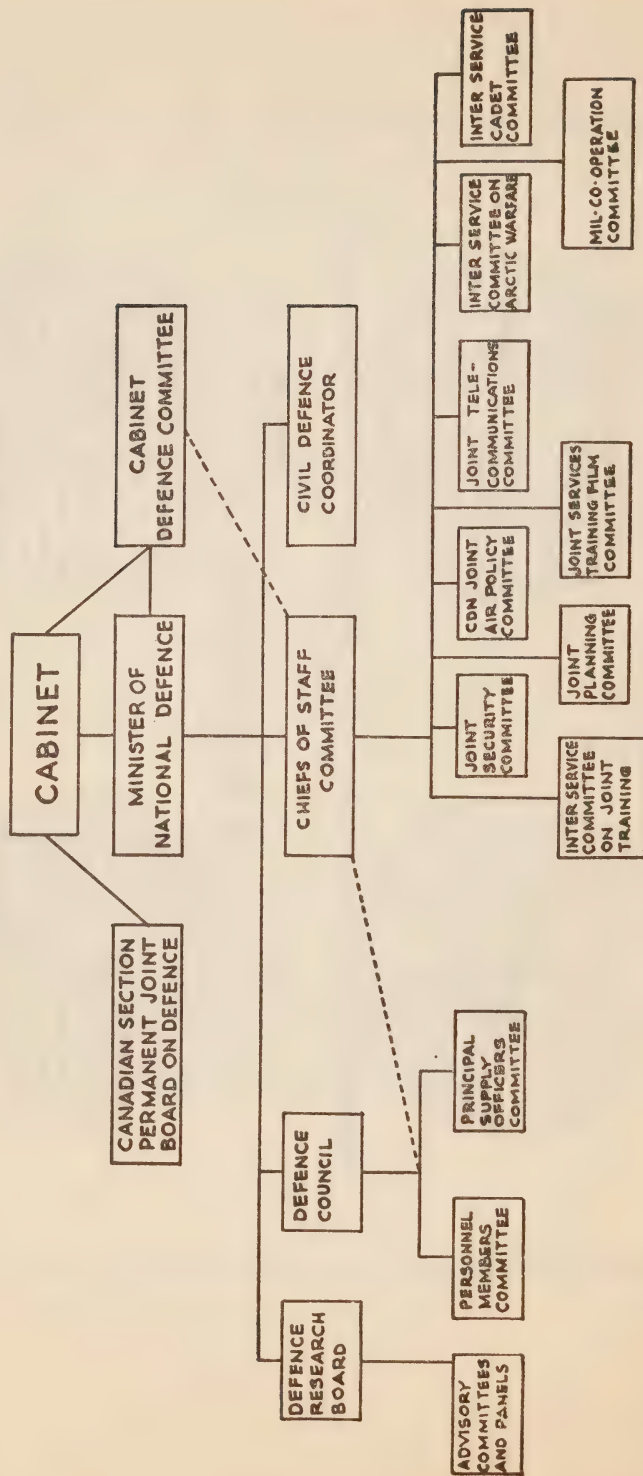 CABINET
CANADIAN SECTION
PERMANENT JOINT
BOARD ON DEFENCE
MINISTER OF
NATIONAL DEFENCE
CABINET
DEFENCE COMMITTEE
DEFENCE
RESEARCH
BOARD
DEFENCE
COUNCIL
CHIEFS OF STAFF
COMMITTEE
CIVIL DEFENCE
COORDINATOR
ADVISORY
COMMITTEES
AND PANELS
PERSONNEL
MEMBERS
COMMITTEE
PRINCIPAL
SUPPLY
OFFICERS
COMMITTEE
JOINT
SECURITY
COMMITTEE
CDN JOINT
AIR POLICY
COMMITTEE
JOINT TELE-
COMMUNICATIONS
COMMITTEE
INTER SERVICE
COMMITTEE ON
ARCTIC WARFARE
INTER SERVICE
CADET
COMMITTEE
INTER SERVICE
COMMITTEE
ON JOINT
TRAINING
JOINT
PLANNING
COMMITTEE
JOINT SERVICES
TRAINING FILM
COMMITTEE
MIL-CO-OPERATION
COMMITTEE